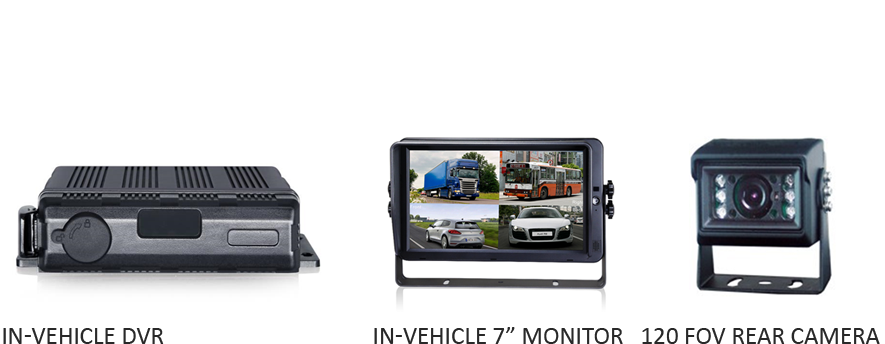 IN-VEHICLE DVR
IN-VEHICLE 7” MONITOR
120 FOV REAR CAMERA